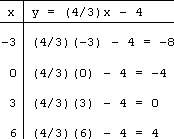 x y = (4/3)x - 4
-3 (4/3)(-3) - 4 = -8
0 (4/3)(0) - 4 = -4
3 (4/3)(3) - 4 = 0
6 (4/3)(6) - 4 = 4